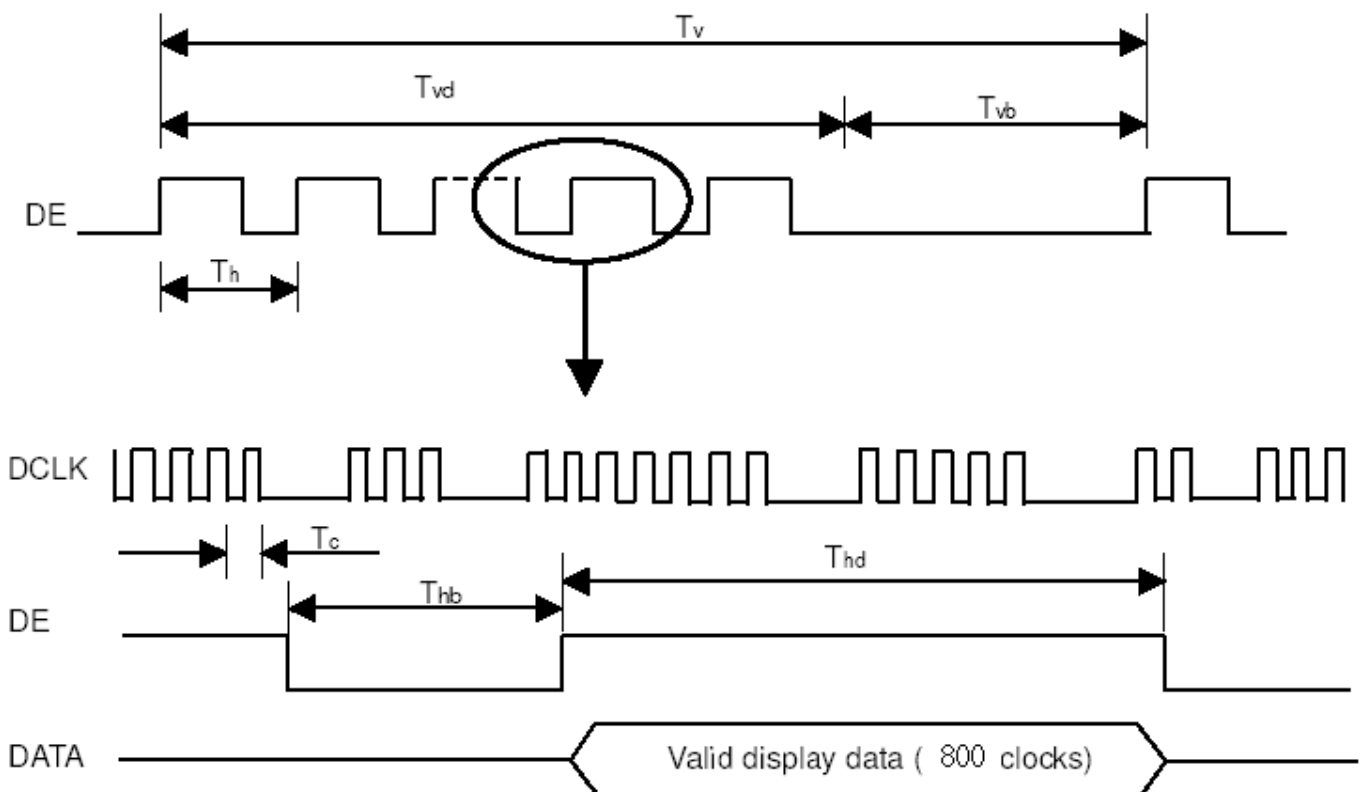 Tv
Tvd
Tvb
DE
Th
DCLK
Tc
Thd
Thb
DE
DATA
Valid display data ( 800 clocks)